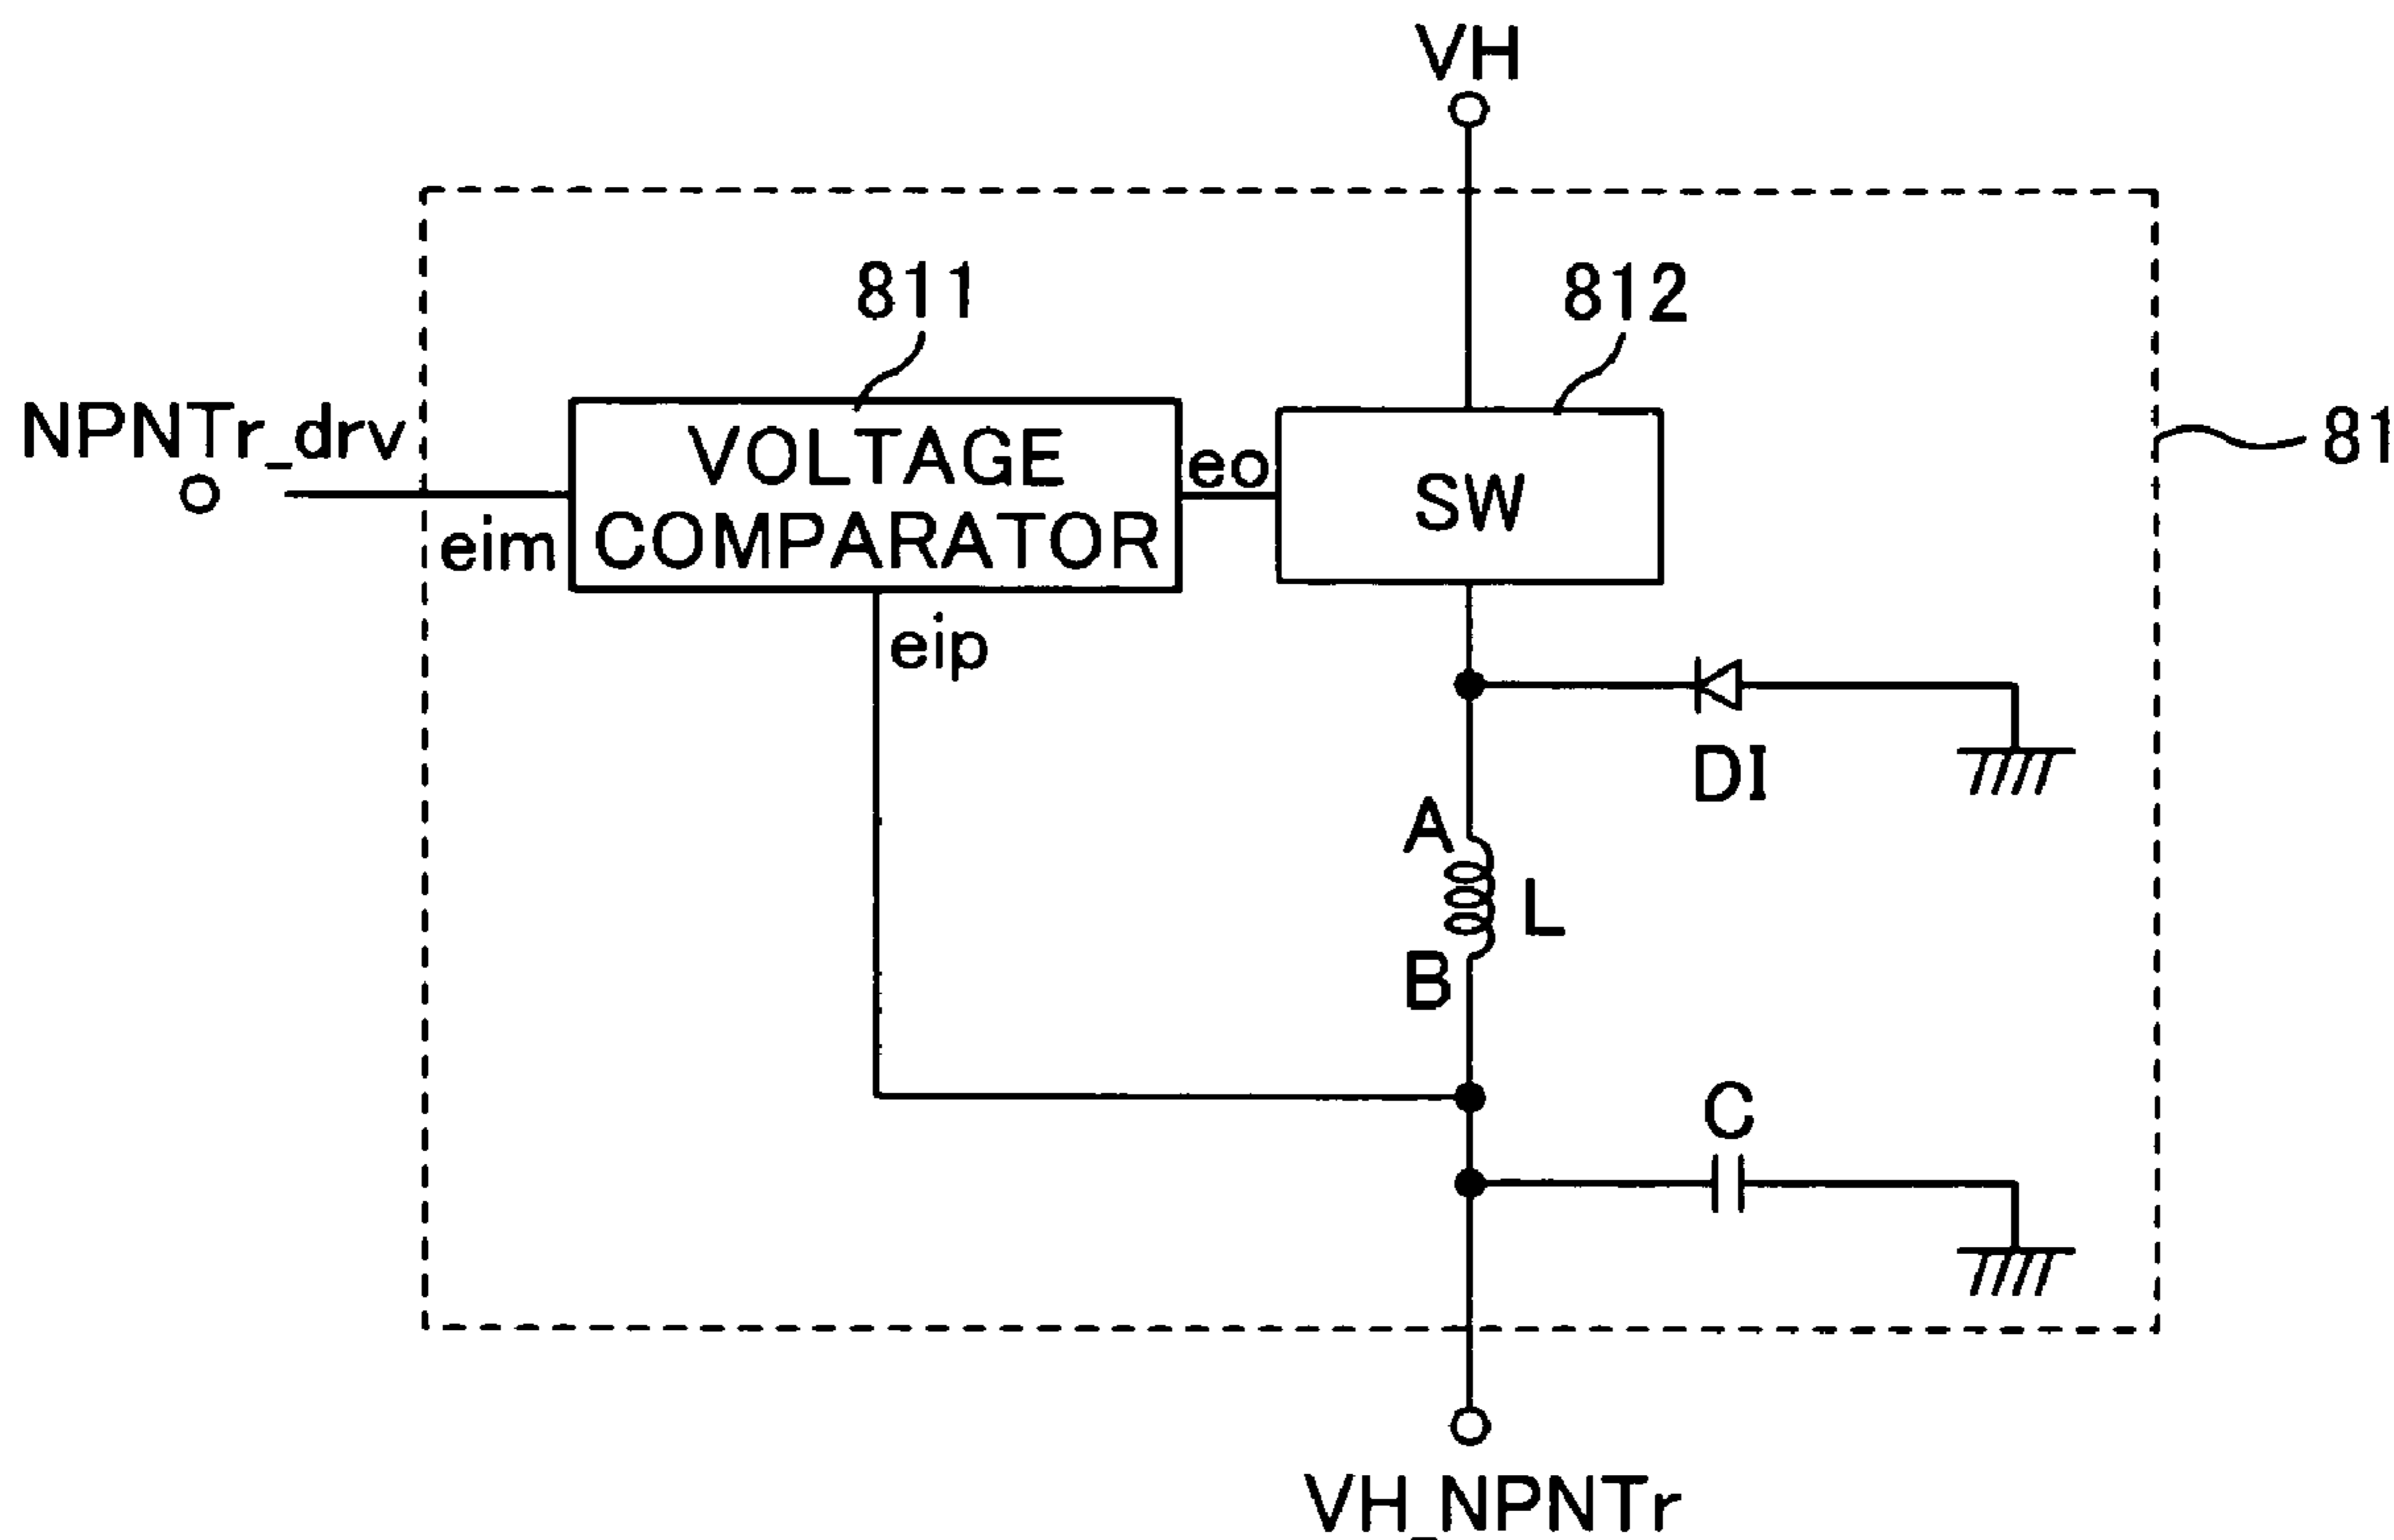 VH
811
812
NPNTr_drv
VOLTAGE
COMPARATOR
eo
SW
81
eim
eip
DI
A
L
B
C
VH_NPNTr